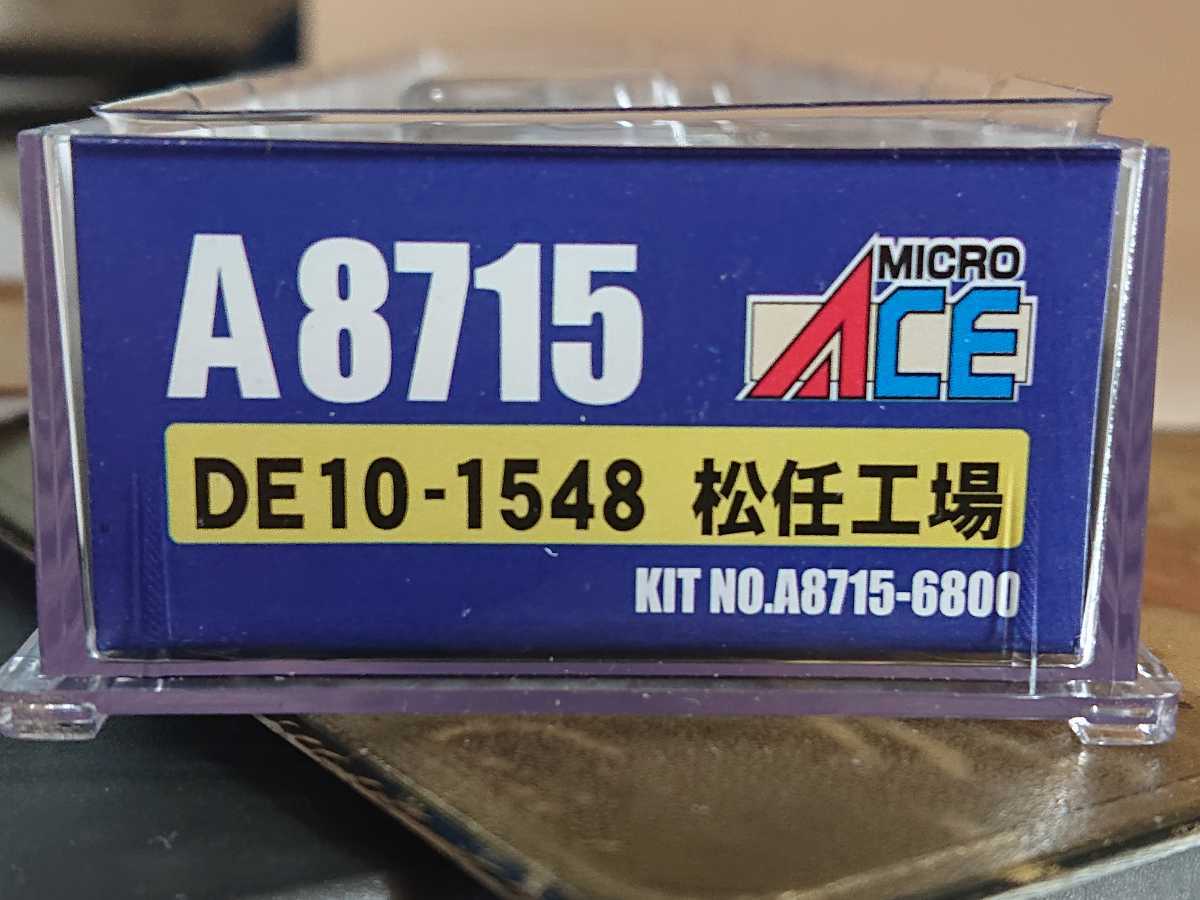 A8715
MICRO
ACE
DE10-1548 松任工場
KIT NO.A8715-6800